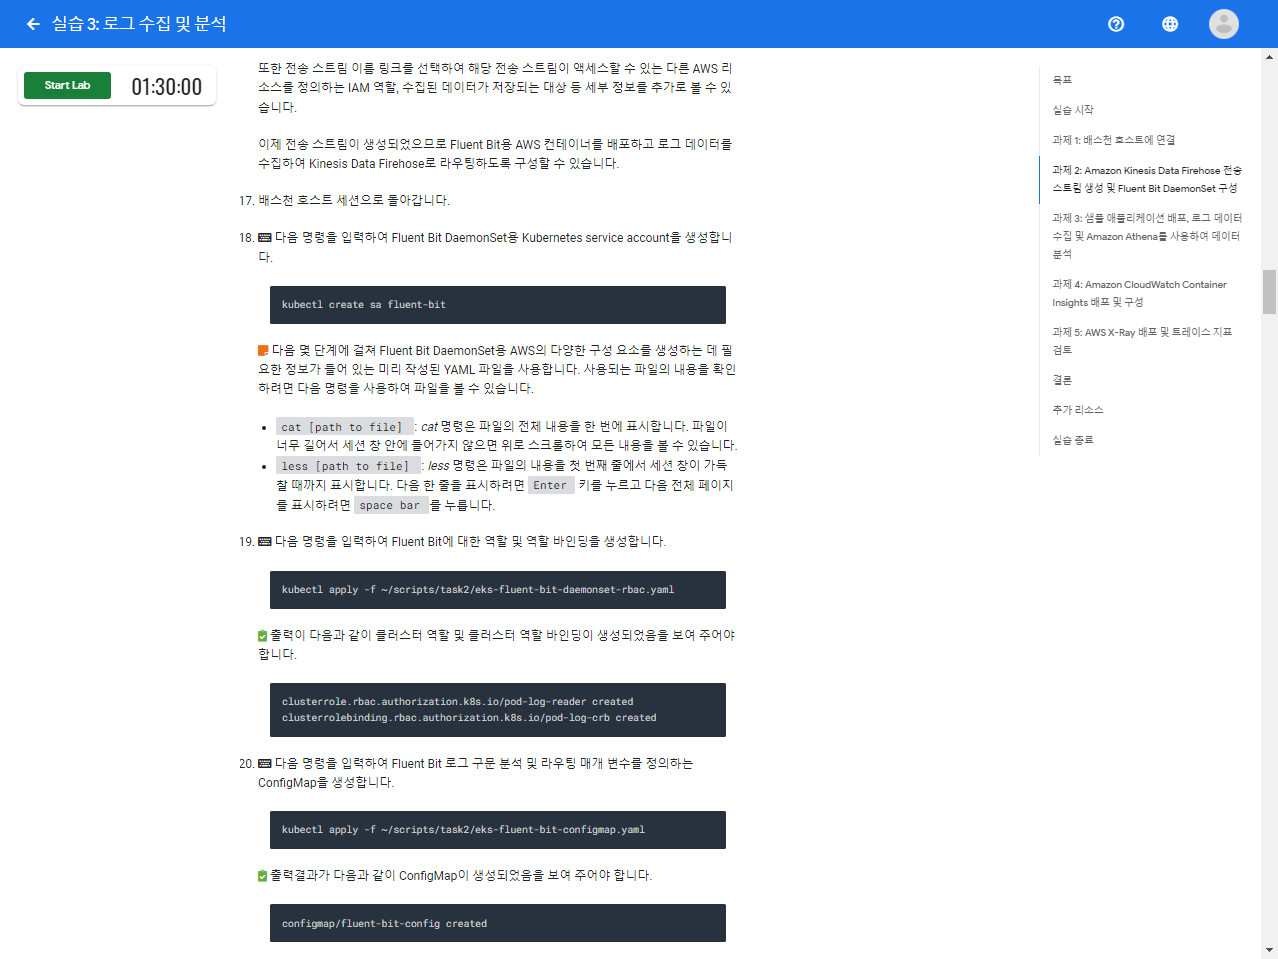 실습 3: 로그 수집 및 분석
Start Lab
01:30:00
또한 전송 스트림 이름 링크를 선택하여 해당 전송 스트림이 액세스할 수 있는 다른 AWS 리
소스를 정의하는 IAM 역할, 수집된 데이터가 저장되는 대상 등 세부 정보를 추가로 볼 수 있
습니다.
이제 전송 스트림이 생성되었으므로 Fluent Bit용 AWS 컨테이너를 배포하고 로그 데이터를
수집하여 Kinesis Data Firehose로 라우팅하도록 구성할 수 있습니다.
17. 배스천 호스트 세션으로 돌아갑니다.
18. 다음 명령을 입력하여 Fluent Bit DaemonSet용 Kubernetes service account을 생성합니
다.
kubectl create sa fluent-bit
다음 몇 단계에 걸쳐 Fluent Bit DaemonSet용 AWS의 다양한 구성 요소를 생성하는 데 필
요한 정보가 들어 있는 미리 작성된 YAML 파일을 사용합니다. 사용되는 파일의 내용을 확인
하려면 다음 명령을 사용하여 파일을 볼 수 있습니다.
• cat [path to file] : cat 명령은 파일의 전체 내용을 한 번에 표시합니다. 파일이
너무 길어서 세션 창 안에 들어가지 않으면 위로 스크롤하여 모든 내용을 볼 수 있습니다.
• less [path to file] : less 명령은 파일의 내용을 첫 번째 줄에서 세션 창이 가득
찰 때까지 표시합니다. 다음 한 줄을 표시하려면 Enter 키를 누르고 다음 전체 페이지
를 표시하려면 space bar 를 누릅니다.
19. 다음 명령을 입력하여 Fluent Bit에 대한 역할 및 역할 바인딩을 생성합니다.
kubectl apply -f ~/scripts/task2/eks-fluent-bit-daemonset-rbac.yaml
출력이 다음과 같이 클러스터 역할 및 클러스터 역할 바인딩이 생성되었음을 보여 주어야
합니다.
clusterrole.rbac.authorization.k8s.io/pod-log-reader created
clusterrolebinding.rbac.authorization.k8s.io/pod-log-crb created
20. 다음 명령을 입력하여 Fluent Bit 로그 구문 분석 및 라우팅 매개 변수를 정의하는
ConfigMap을 생성합니다.
kubectl apply -f ~/scripts/task2/eks-fluent-bit-configmap.yaml
출력결과가 다음과 같이 ConfigMap이 생성되었음을 보여 주어야 합니다.
configmap/fluent-bit-config created
목표
실습 시작
과제 1: 배스천 호스트에 연결
과제 2: Amazon Kinesis Data Firehose 전송
스트림 생성 및 Fluent Bit DaemonSet 구성
과제 3: 샘플 애플리케이션 배포, 로그 데이터
수집 및 Amazon Athena를 사용하여 데이터
분석
과제 4: Amazon CloudWatch Container
Insights 배포 및 구성
과제 5: AWS X-Ray 배포 및 트레이스 지표
검토
결론
추가 리소스
실습 종료